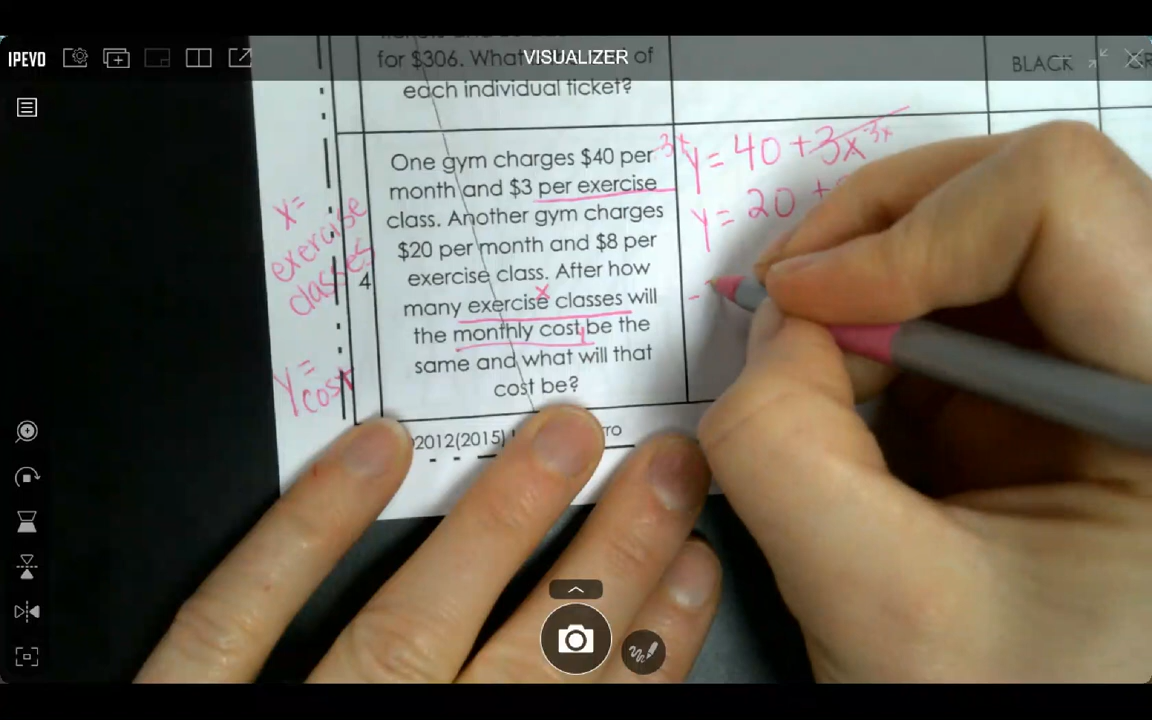 IPEVO
VISUALIZER
for $306. What of
each individual ticket?
BLACK
4
One gym charges $40 per
month and $3 per exercise
class. Another gym charges
$20 per month and $8 per
exercise class. After how
many exercise classes will
the monthly cost be the
same and what will that
cost be?
x
y
x=
exercise
classes
y=
cost
-3x
y= 40 +3x -3x
y= 20 +
-
2012(2015)